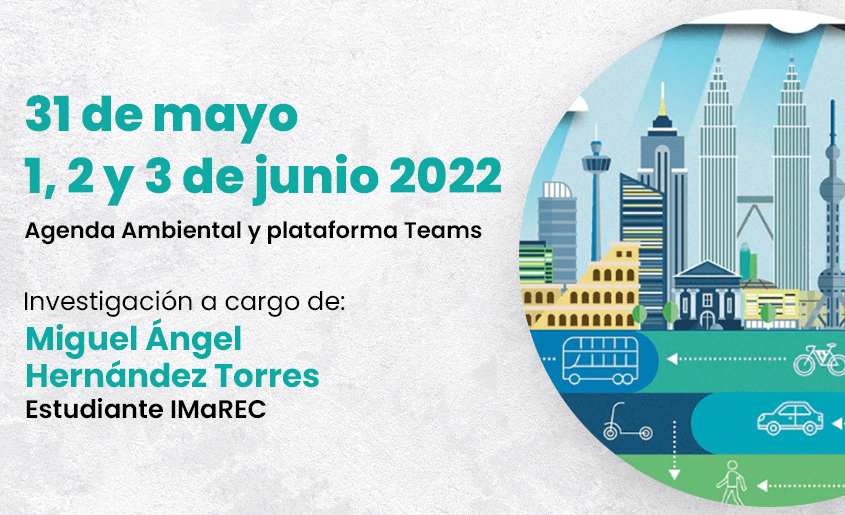 31 de mayo
1, 2 y 3 de junio 2022
Agenda Ambiental y plataforma Teams
Investigación a cargo de:
Miguel Ángel
Hernández Torres
Estudiante IMaREC